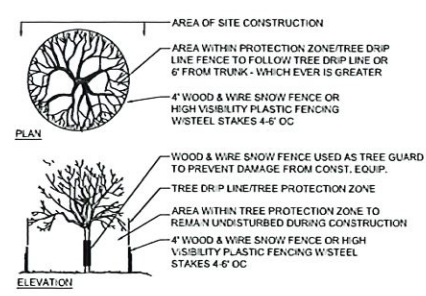 AREA OF SITE CONSTRUCTION
AREA WITHIN PROTECTION ZONE/TREE DRIP
LINE FENCE TO FOLLOW TREE DRIP LINE OR
6' FROM TRUNK - WHICH EVER IS GREATER
4' WOOD & WIRE SNOW FENCE OR
HIGH VISIBILITY PLASTIC FENCING
W/STEEL STAKES 4-6' OC
PLAN
WOOD & WIRE SNOW FENCE USED AS TREE GUARD
TO PREVENT DAMAGE FROM CONST. EQUIP.
TREE DRIP LINE/TREE PROTECTION ZONE
AREA WITHIN TREE PROTECTION ZONE TO
REMAIN UNDISTURBED DURING CONSTRUCTION
4' WOOD & WIRE SNOW FENCE OR HIGH
VISIBILITY PLASTIC FENCING W/STEEL
STAKES 4-6' OC
ELEVATION